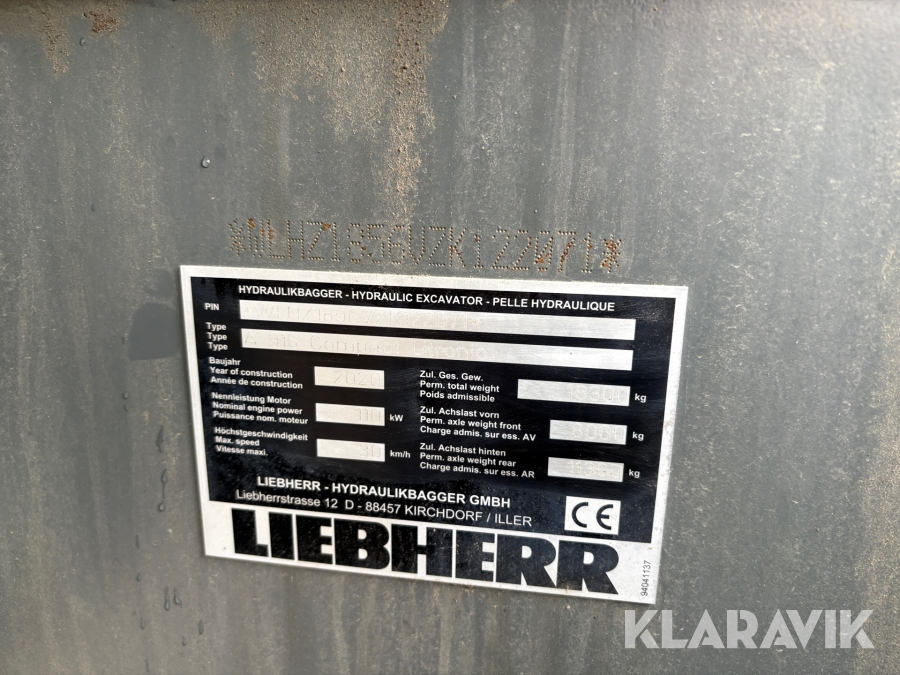 *WLHZ1856VZK122071*
HYDRAULIKBAGGER - HYDRAULIC EXCAVATOR - PELLE HYDRAULIQUE
PIN
Type
Type
Type
Baujahr
Year of construction 2020
Année de construction
Nennleistung Motor
Nominal engine power 110 kW
Puissance nom. moteur
Höchstgeschwindigkeit
Max. speed 30 km/h
Vitesse maxi.
Zul. Ges. Gew.
Perm. total weight kg
Poids admissible
Zul. Achslast vorn
Perm. axle weight front kg
Charge admis. sur ess. AV
Zul. Achslast hinten
Perm. axle weight rear kg
Charge admis. sur ess. AR
LIEBHERR - HYDRAULIKBAGGER GMBH
Liebherrstrasse 12 D - 88457 KIRCHDORF / ILLER
CE
LIEBHERR
94041137
KLARAVIK